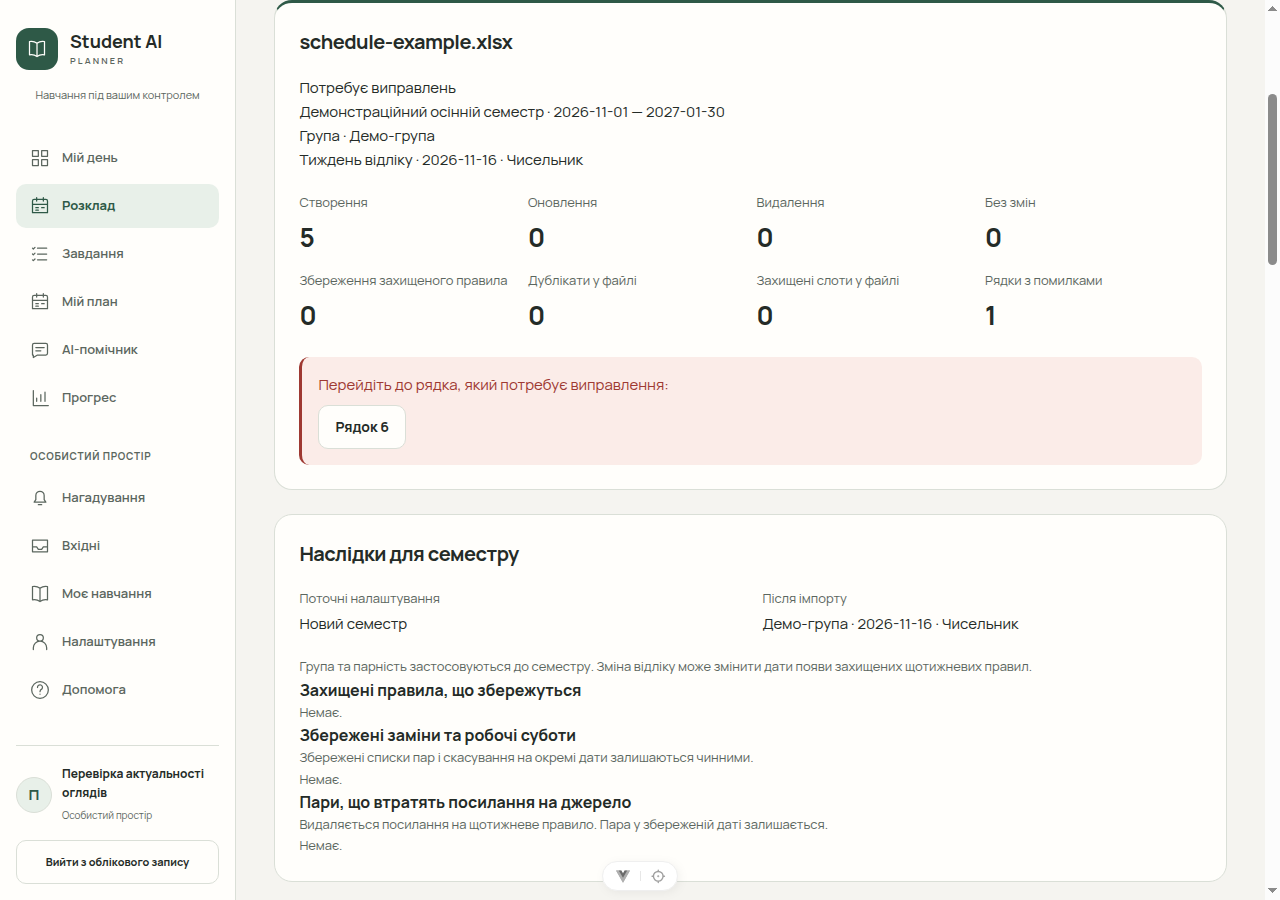 Student AI
PLANNER
Навчання під вашим контролем
Мій день
Розклад
Завдання
Мій план
AI-помічник
Прогрес
ОСОБИСТИЙ ПРОСТІР
Нагадування
Вхідні
Моє навчання
Налаштування
Допомога
П
Перевірка актуальності
оглядів
Особистий простір
Вийти з облікового запису
schedule-example.xlsx
Потребує виправлень
Демонстраційний осінній семестр · 2026-11-01 — 2027-01-30
Група · Демо-група
Тиждень відліку · 2026-11-16 · Чисельник
Створення
5
Оновлення
0
Видалення
0
Без змін
0
Збереження захищеного правила
0
Дублікати у файлі
0
Захищені слоти у файлі
0
Рядки з помилками
1
Перейдіть до рядка, який потребує виправлення:
Рядок 6
Наслідки для семестру
Поточні налаштування
Новий семестр
Після імпорту
Демо-група · 2026-11-16 · Чисельник
Група та парність застосовуються до семестру. Зміна відліку може змінити дати появи захищених щотижневих правил.
Захищені правила, що збережуться
Немає.
Збережені заміни та робочі суботи
Збережені списки пар і скасування на окремі дати залишаються чинними.
Немає.
Пари, що втратять посилання на джерело
Видаляється посилання на щотижневе правило. Пара у збереженій даті залишається.
Немає.